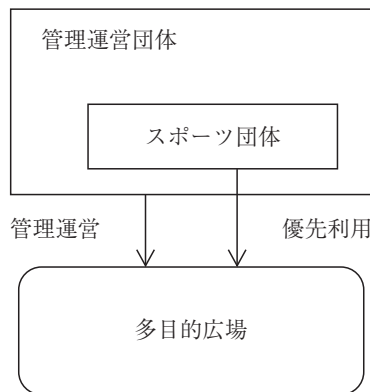 管理運営団体
スポーツ団体
管理運営
優先利用
多目的広場